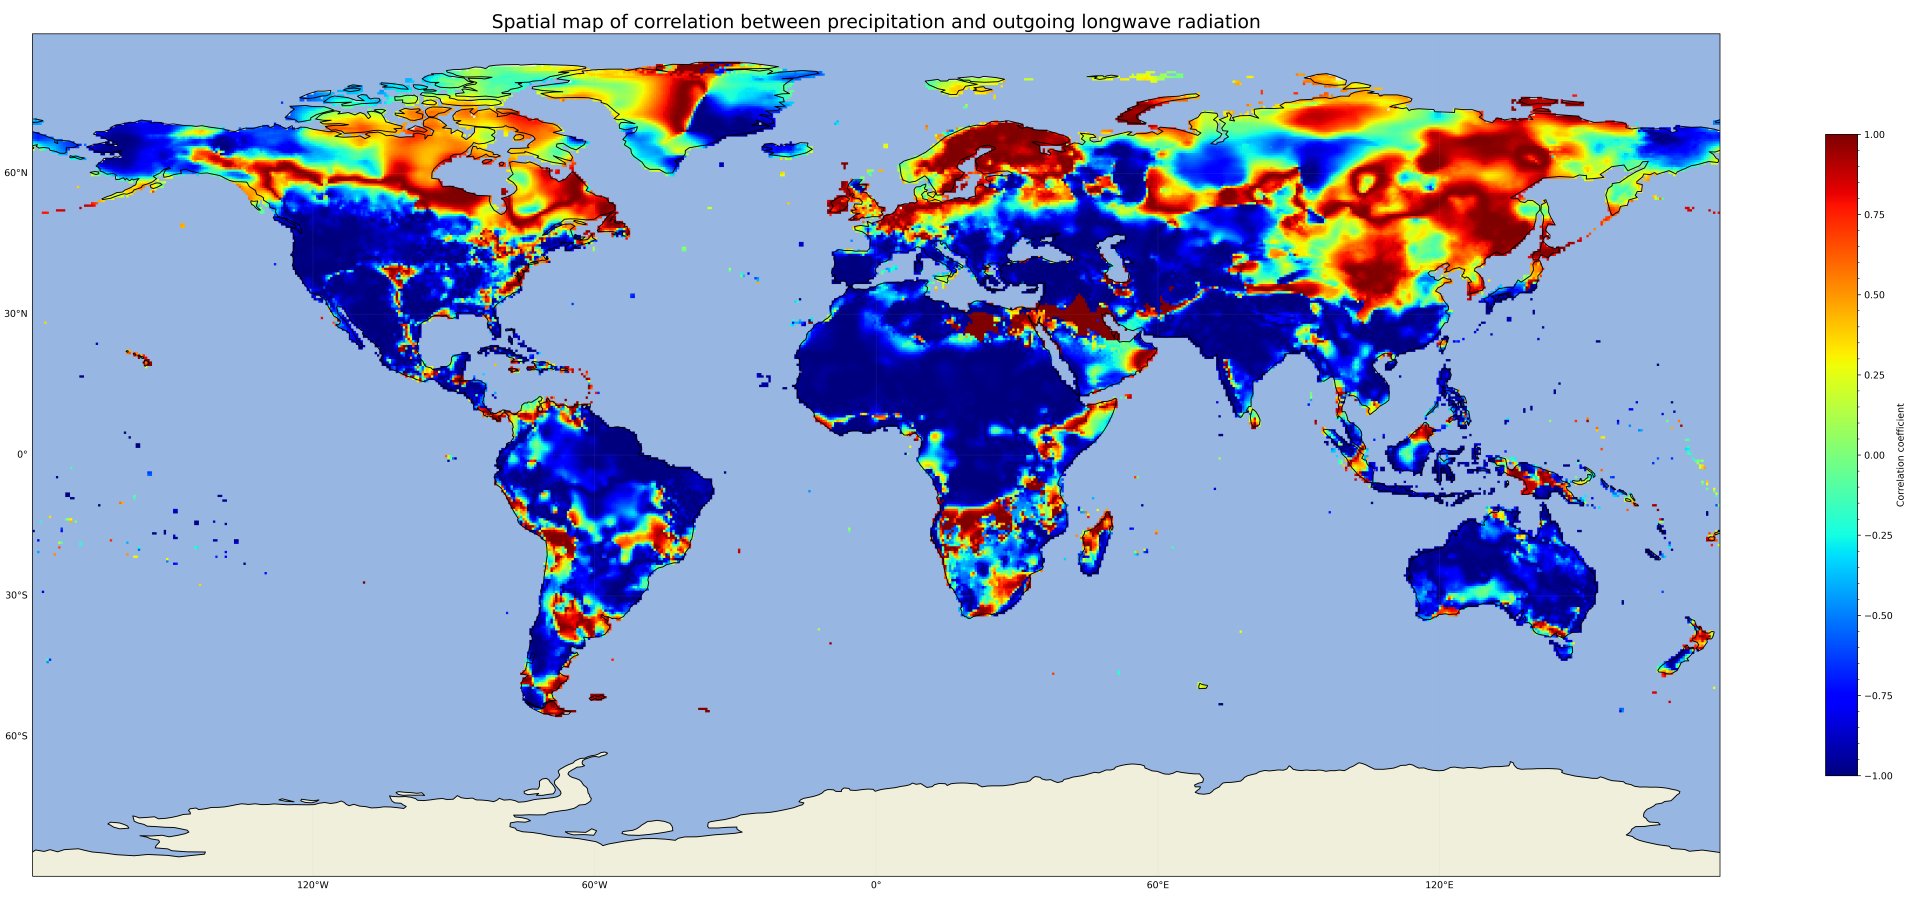 Spatial map of correlation between precipitation and outgoing longwave radiation
60°N
30°N
0°
30°S
60°S
120°W
60°W
0°
60°E
120°E
1.00
0.75
0.50
0.25
0.00
−0.25
−0.50
−0.75
−1.00
Correlation coefficient